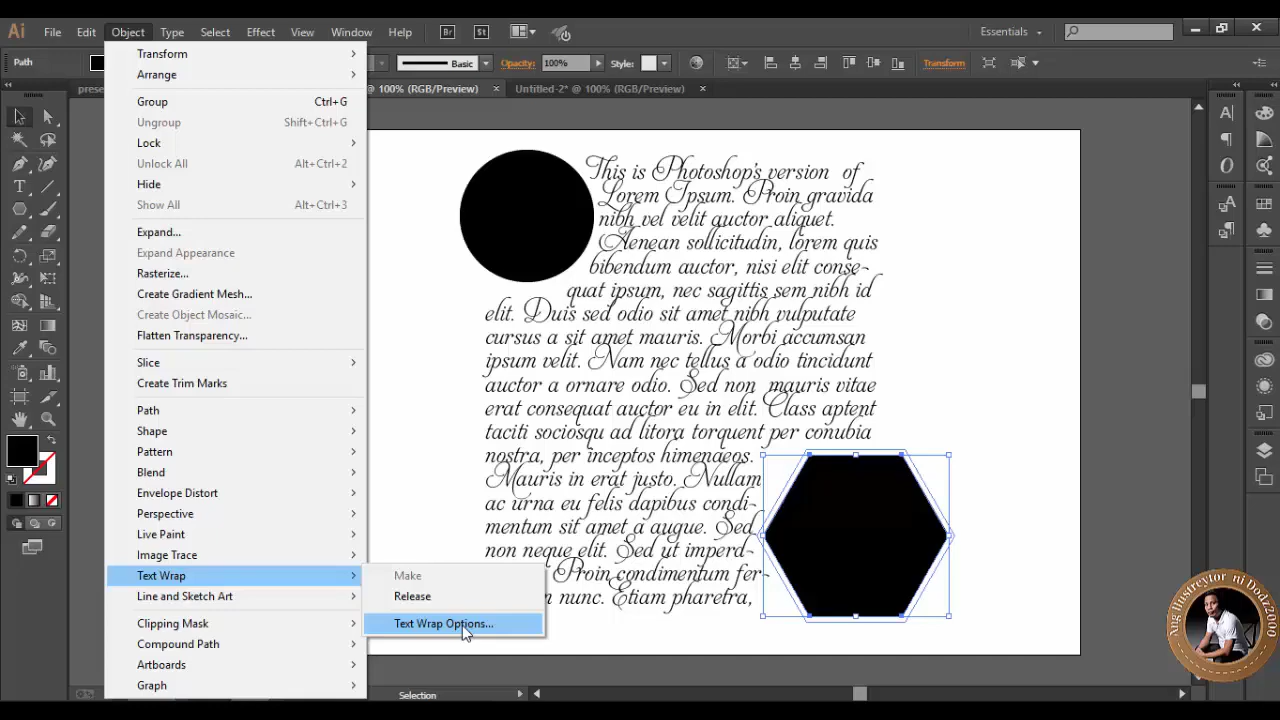 Ai File Edit Object Type Select Effect View Window Help Br St Essentials
Path Basic Opacity: 100% Style: Transform
prese @ 100% (RGB/Preview) × Untitled-2* @ 100% (RGB/Preview) ×
Transform
Arrange
Group Ctrl+G
Ungroup Shift+Ctrl+G
Lock
Unlock All Alt+Ctrl+2
Hide
Show All Alt+Ctrl+3
Expand...
Expand Appearance
Rasterize...
Create Gradient Mesh...
Create Object Mosaic...
Flatten Transparency...
Slice
Create Trim Marks
Path
Shape
Pattern
Blend
Envelope Distort
Perspective
Live Paint
Image Trace
Text Wrap
Line and Sketch Art
Clipping Mask
Compound Path
Artboards
Graph
Make
Release
Text Wrap Options...
This is Photoshop's version of
Lorem Ipsum. Proin gravida
nibh vel velit auctor aliquet.
Aenean sollicitudin, lorem quis
bibendum auctor, nisi elit conse-
quat ipsum, nec sagittis sem nibh id
elit. Duis sed odio sit amet nibh vulputate
cursus a sit amet mauris. Morbi accumsan
ipsum velit. Nam nec tellus a odio tincidunt
auctor a ornare odio. Sed non mauris vitae
erat consequat auctor eu in elit. Class aptent
taciti sociosqu ad litora torquent per conubia
nostra, per inceptos himenaeos.
Mauris in erat justo. Nullam
ac urna eu felis dapibus condi-
mentum sit amet a augue. Sed
non neque elit. Sed ut imperd-
Proin condimentum fer-
n nunc. Etiam pharetra,
Selection
Ang Ilustreytor ni Dodz2000